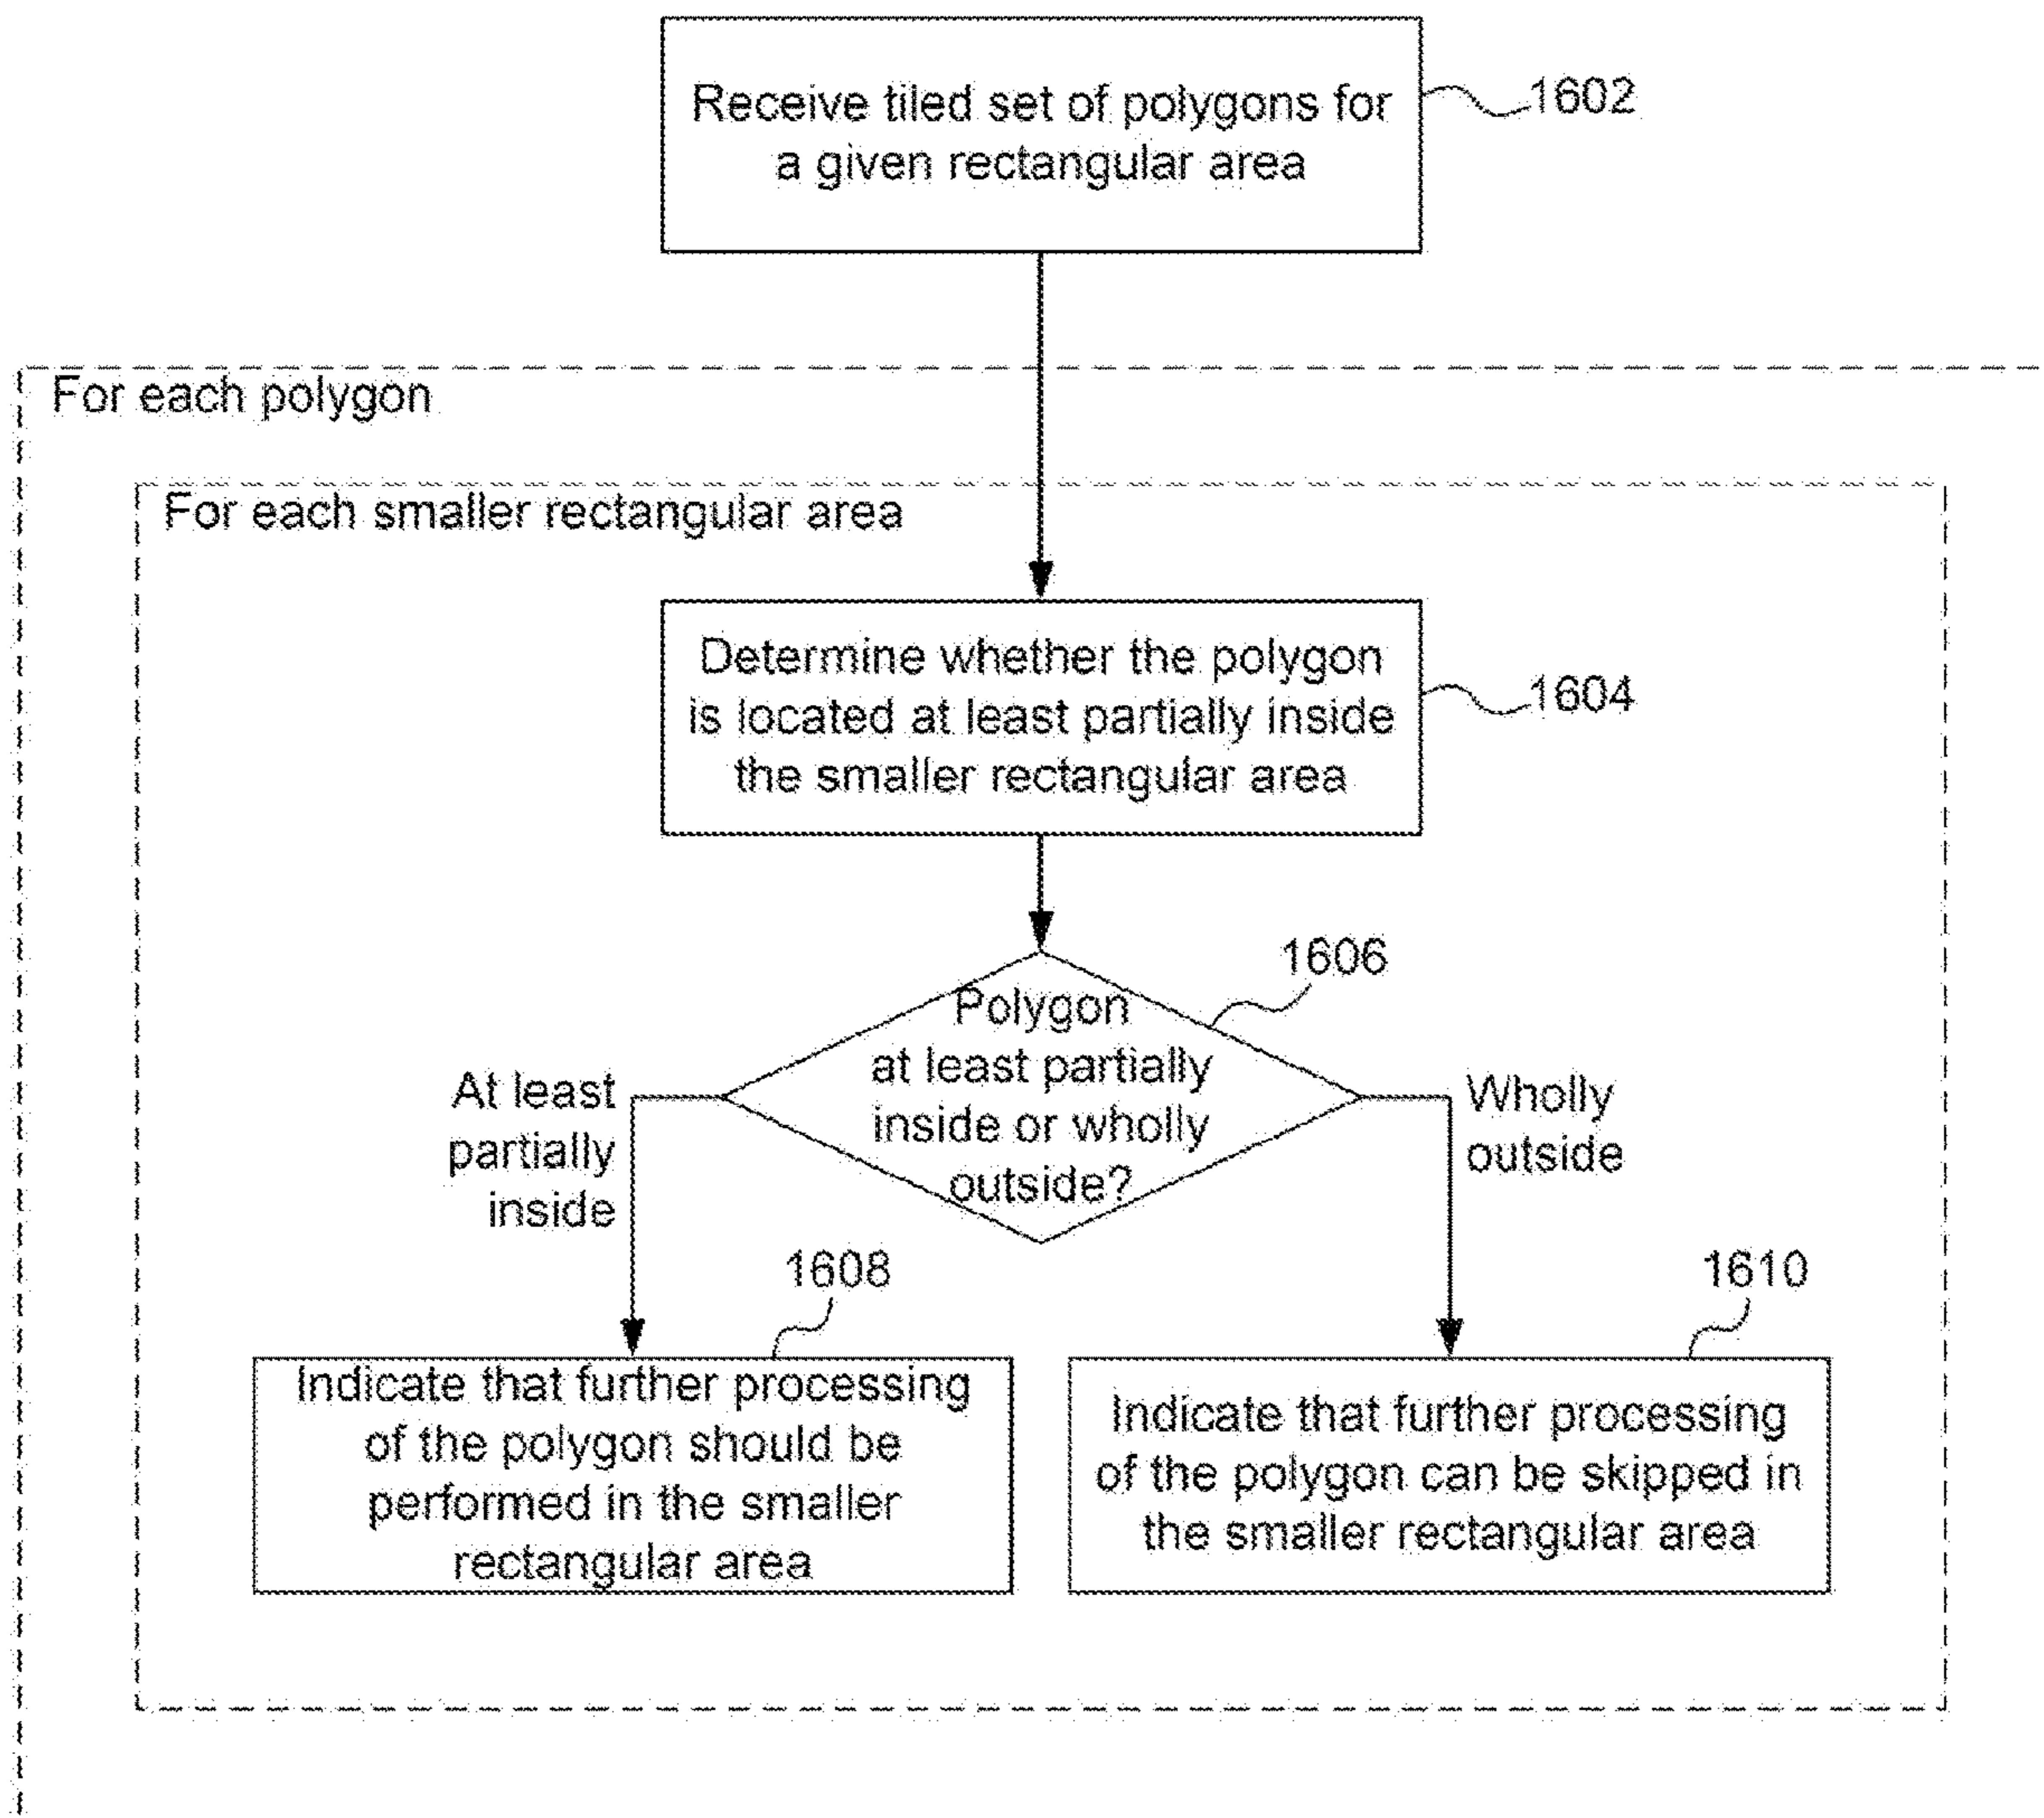 Receive tiled set of polygons for
a given rectangular area
1602
For each polygon
For each smaller rectangular area
Determine whether the polygon
is located at least partially inside
the smaller rectangular area
1604
1606
Polygon
at least partially
inside or wholly
outside?
At least
partially
inside
Wholly
outside
1608
1610
Indicate that further processing
of the polygon should be
performed in the smaller
rectangular area
Indicate that further processing
of the polygon can be skipped in
the smaller rectangular area